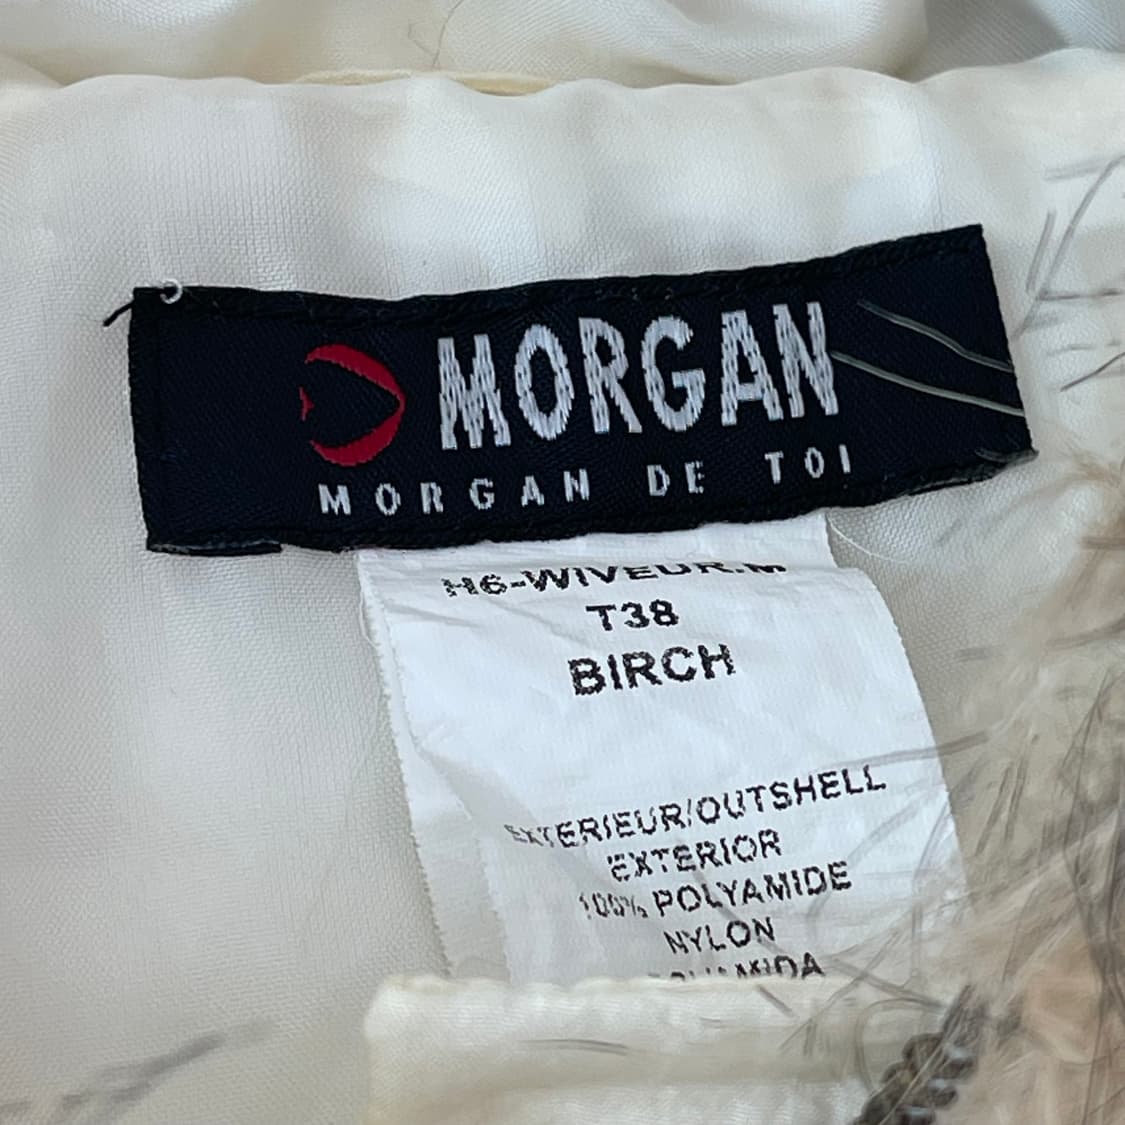 MORGAN
MORGAN DE TOI
H6-WIVEUR.M
T38
BIRCH
EXTERIEUR/OUTSHELL
EXTERIOR
100% POLYAMIDE
NYLON